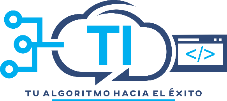 TI
</>
TU ALGORITMO HACIA EL ÉXITO